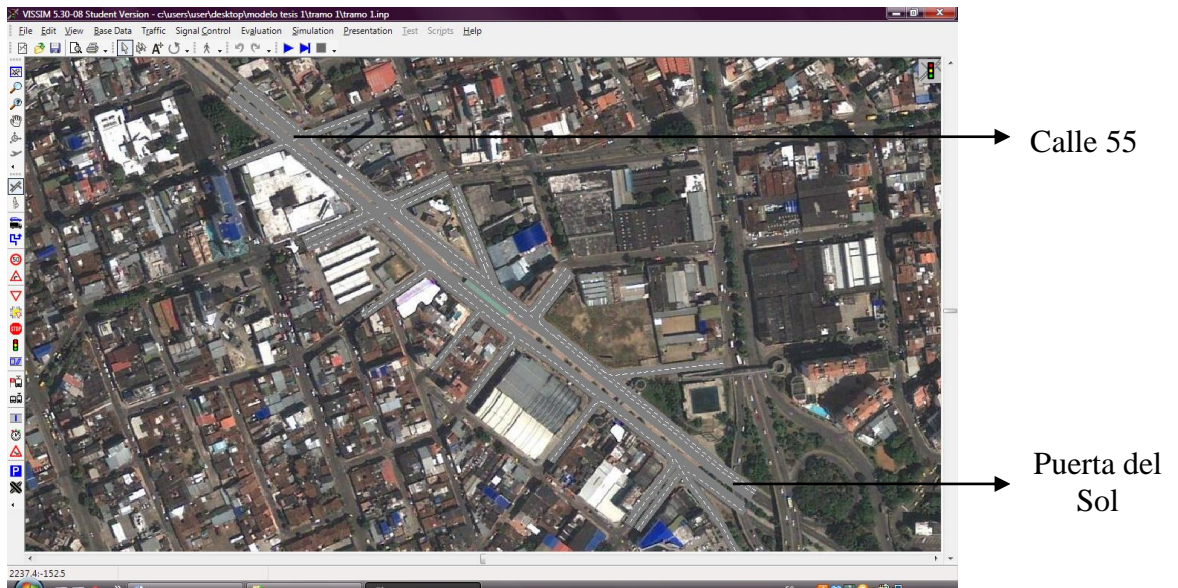 VISSIM 5.30-08 Student Version - c:\users\user\desktop\modelo tesis 1\tramo 1\tramo 1.inp
File Edit View Base Data Traffic Signal Control Evaluation Simulation Presentation Test Scripts Help
Calle 55
Puerta del
Sol
50
STOP
P
2237.4:-152.5